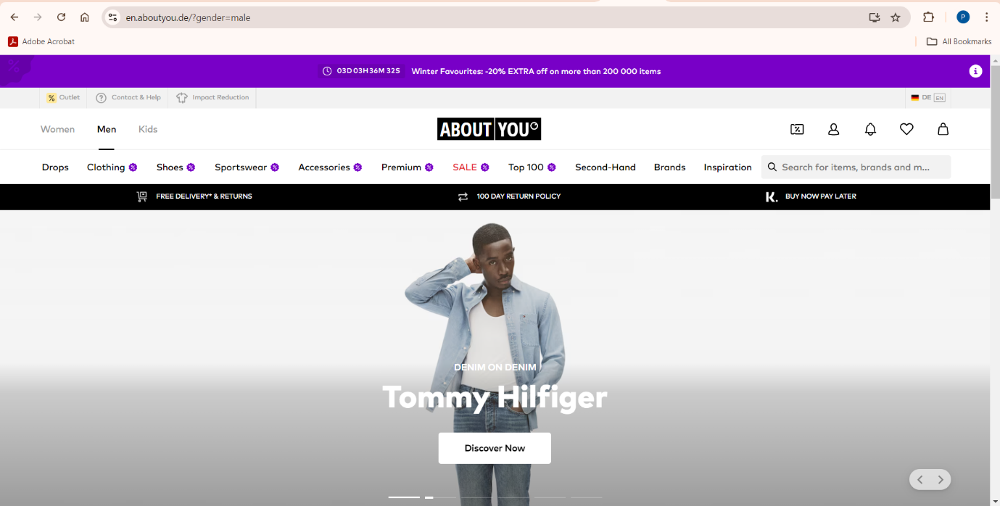 en.aboutyou.de/?gender=male
P
Adobe Acrobat
All Bookmarks
03D 03H 36M 32S Winter Favourites: -20% EXTRA off on more than 200 000 items
% Outlet ? Contact & Help Impact Reduction DE EN
Women Men Kids ABOUT YOU
Drops Clothing % Shoes % Sportswear % Accessories % Premium % SALE % Top 100 % Second-Hand Brands Inspiration Search for items, brands and m...
FREE DELIVERY* & RETURNS 100 DAY RETURN POLICY K. BUY NOW PAY LATER
DENIM ON DENIM
Tommy Hilfiger
Discover Now